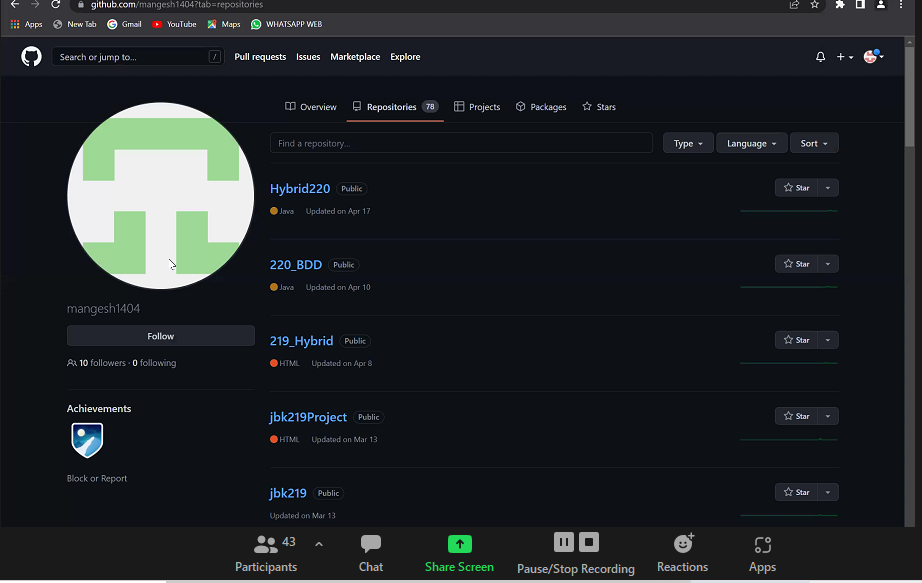 github.com/mangesh1404?tab=repositories
Apps New Tab Gmail YouTube Maps WHATSAPP WEB
Search or jump to... / Pull requests Issues Marketplace Explore
Overview Repositories 78 Projects Packages Stars
Find a repository... Type Language Sort
Hybrid220 Public Star
Java Updated on Apr 17
220_BDD Public Star
Java Updated on Apr 10
mangesh1404
Follow
10 followers · 0 following
Achievements
Block or Report
219_Hybrid Public Star
HTML Updated on Apr 8
jbk219Project Public Star
HTML Updated on Mar 13
jbk219 Public Star
Updated on Mar 13
43
Participants Chat Share Screen Pause/Stop Recording Reactions Apps